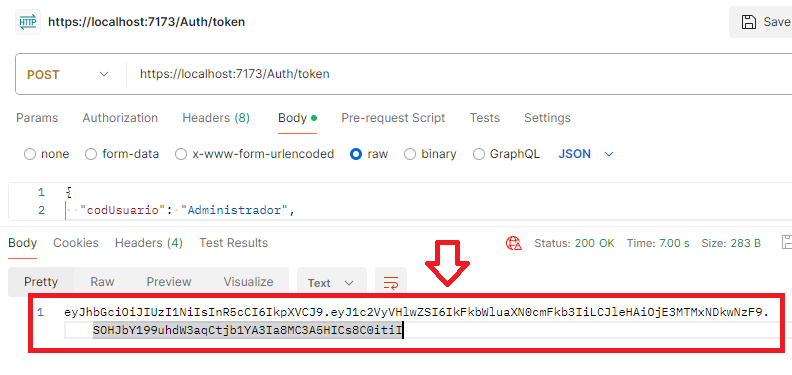 HTTP https://localhost:7173/Auth/token Save
POST https://localhost:7173/Auth/token
Params Authorization Headers (8) Body Pre-request Script Tests Settings
none form-data x-www-form-urlencoded raw binary GraphQL JSON
1 {
2 "codUsuario": "Administrador",
Body Cookies Headers (4) Test Results Status: 200 OK Time: 7.00 s Size: 283 B
Pretty Raw Preview Visualize Text
1 eyJhbGciOiJIUzI1NiIsInR5cCI6IkpXVCJ9.eyJ1c2VyVHlwZSI6IkFkbWluaXN0cmFkb3IiLCJleHAiOjE3MTMxNDkwNzF9.
SOHJbY199uhdW3aqCtjb1YA3Ia8MC3A5HICs8C0itiI